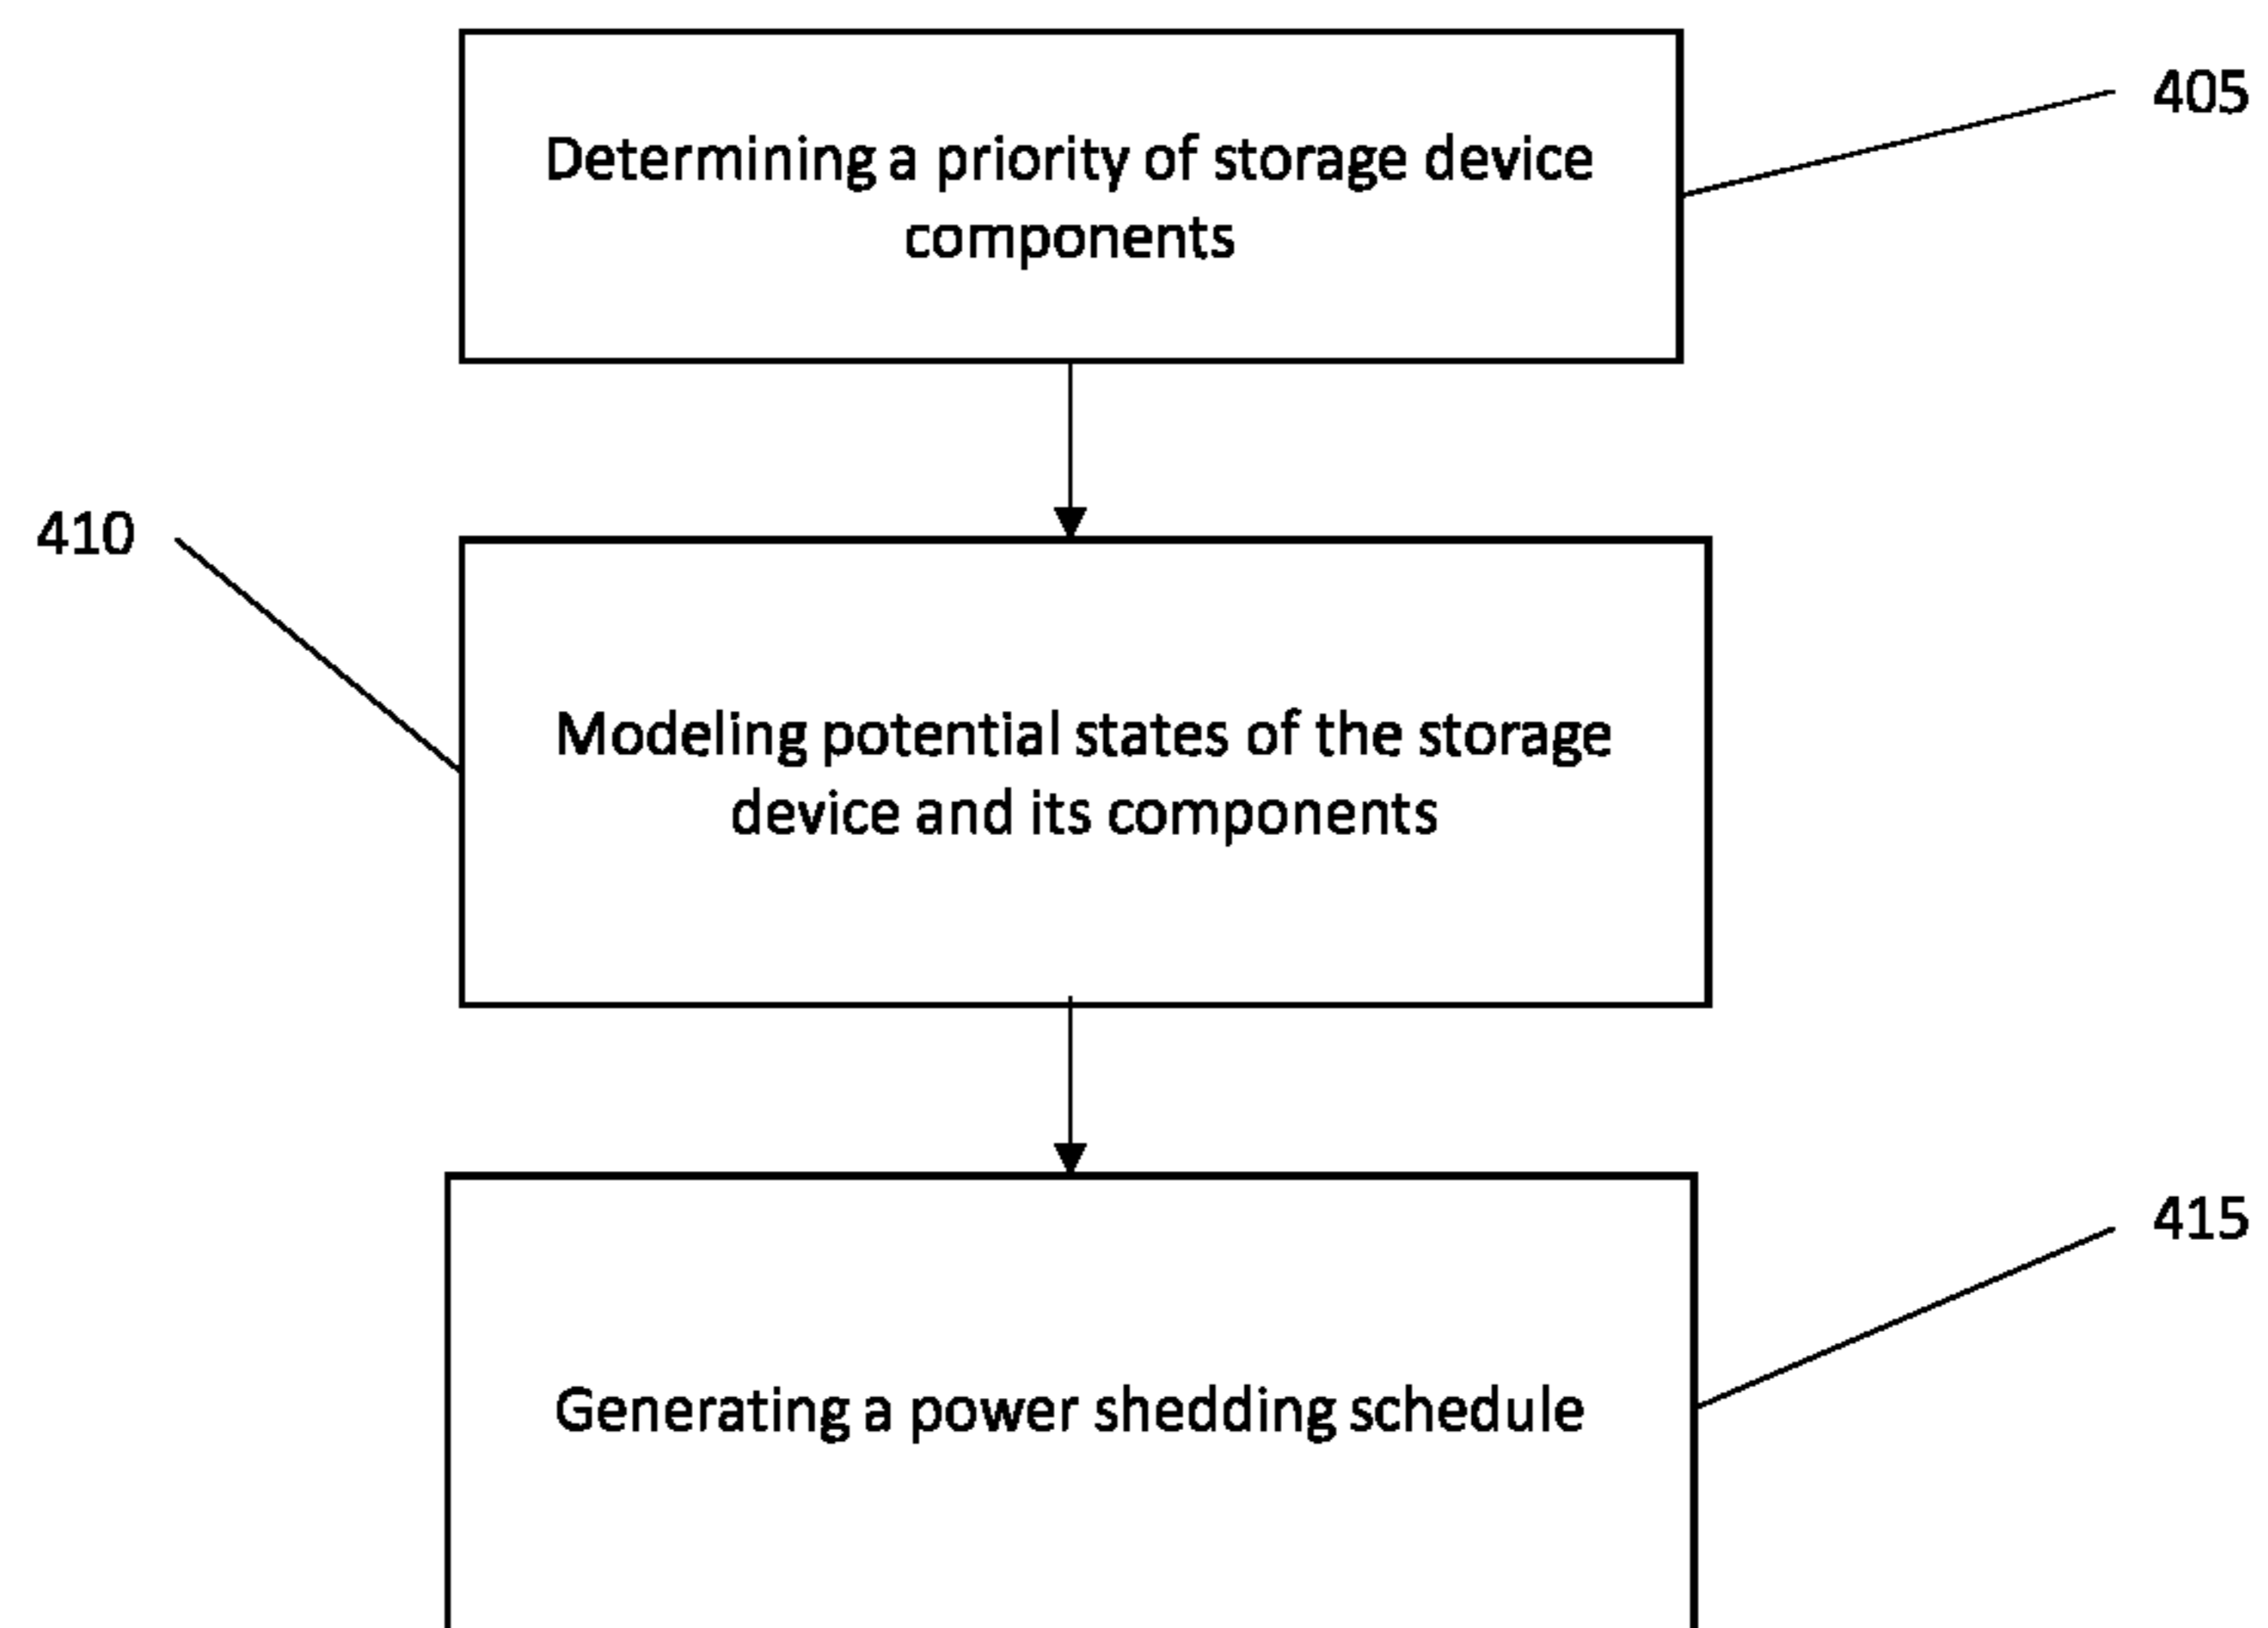 Determining a priority of storage device
components
405
410
Modeling potential states of the storage
device and its components
Generating a power shedding schedule
415